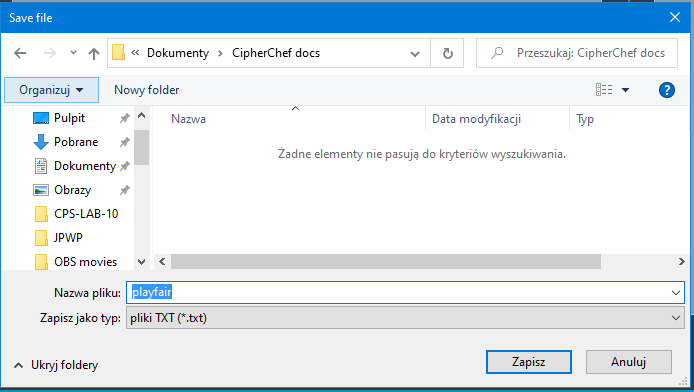 Save file
« Dokumenty > CipherChef docs
Przeszukaj: CipherChef docs
Organizuj Nowy folder
Nazwa Data modyfikacji Typ
Żadne elementy nie pasują do kryteriów wyszukiwania.
Pulpit
Pobrane
Dokumenty
Obrazy
CPS-LAB-10
JPWP
OBS movies
Nazwa pliku: playfair
Zapisz jako typ: pliki TXT (*.txt)
Ukryj foldery Zapisz Anuluj